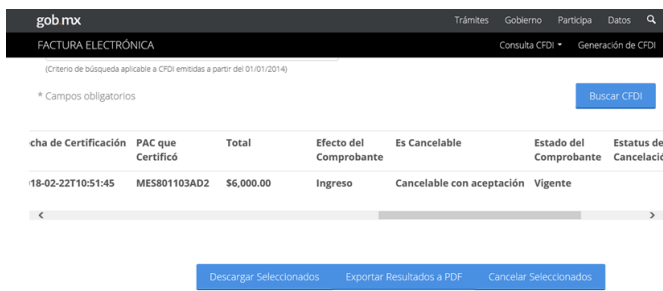 gob.mx Trámites Gobierno Participa Datos
FACTURA ELECTRÓNICA Consulta CFDI Generación de CFDI
(Criterio de búsqueda aplicable a CFDI emitidas a partir del 01/01/2014)
* Campos obligatorios
Buscar CFDI
cha de Certificación PAC que Total Efecto del Es Cancelable Estado del Estatus de
Certificó Comprobante Comprobante Cancelació
18-02-22T10:51:45 MES801103AD2 $6,000.00 Ingreso Cancelable con aceptación Vigente
Descargar Seleccionados Exportar Resultados a PDF Cancelar Seleccionados